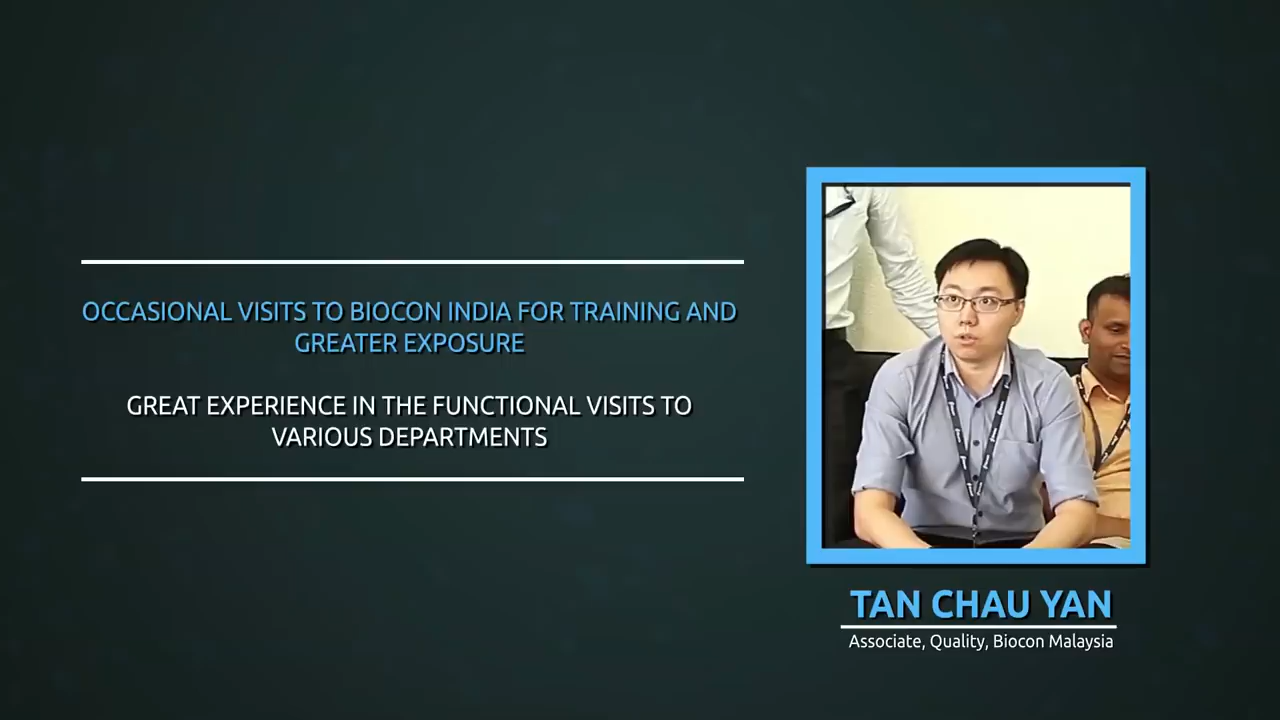 OCCASIONAL VISITS TO BIOCON INDIA FOR TRAINING AND
GREATER EXPOSURE
GREAT EXPERIENCE IN THE FUNCTIONAL VISITS TO
VARIOUS DEPARTMENTS
TAN CHAU YAN
Associate, Quality, Biocon Malaysia